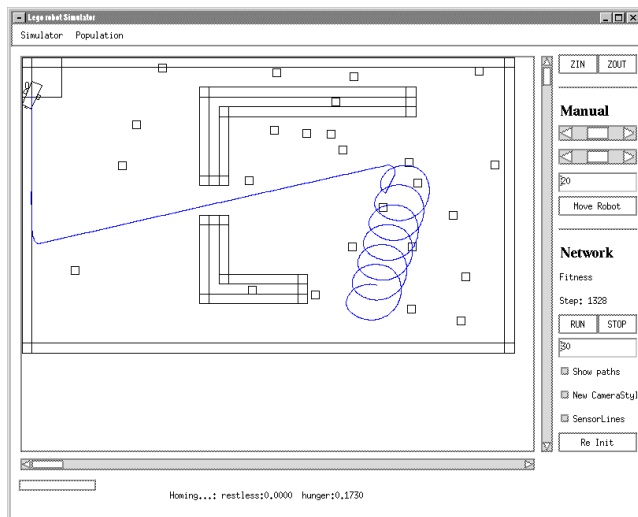 Lego robot Simulator
Simulator Population
ZIN ZOUT
Manual
20
Move Robot
Network
Fitness
Step: 1328
RUN STOP
30
Show paths
New CameraStyl
SensorLines
Re Init
Homing...: restless:0.0000 hunger:0.1730